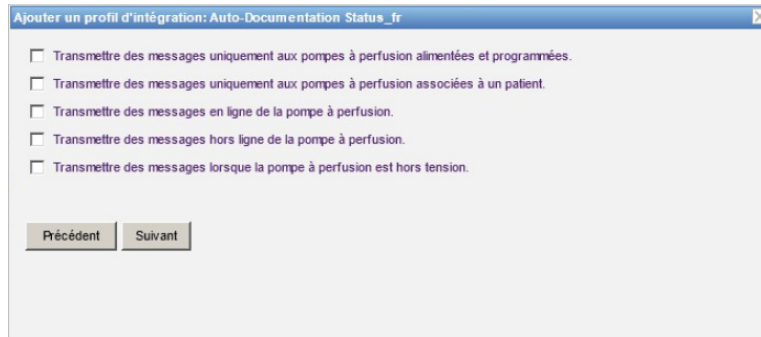 Ajouter un profil d'intégration: Auto-Documentation Status_fr
Transmettre des messages uniquement aux pompes à perfusion alimentées et programmées.
Transmettre des messages uniquement aux pompes à perfusion associées à un patient.
Transmettre des messages en ligne de la pompe à perfusion.
Transmettre des messages hors ligne de la pompe à perfusion.
Transmettre des messages lorsque la pompe à perfusion est hors tension.
Précédent Suivant